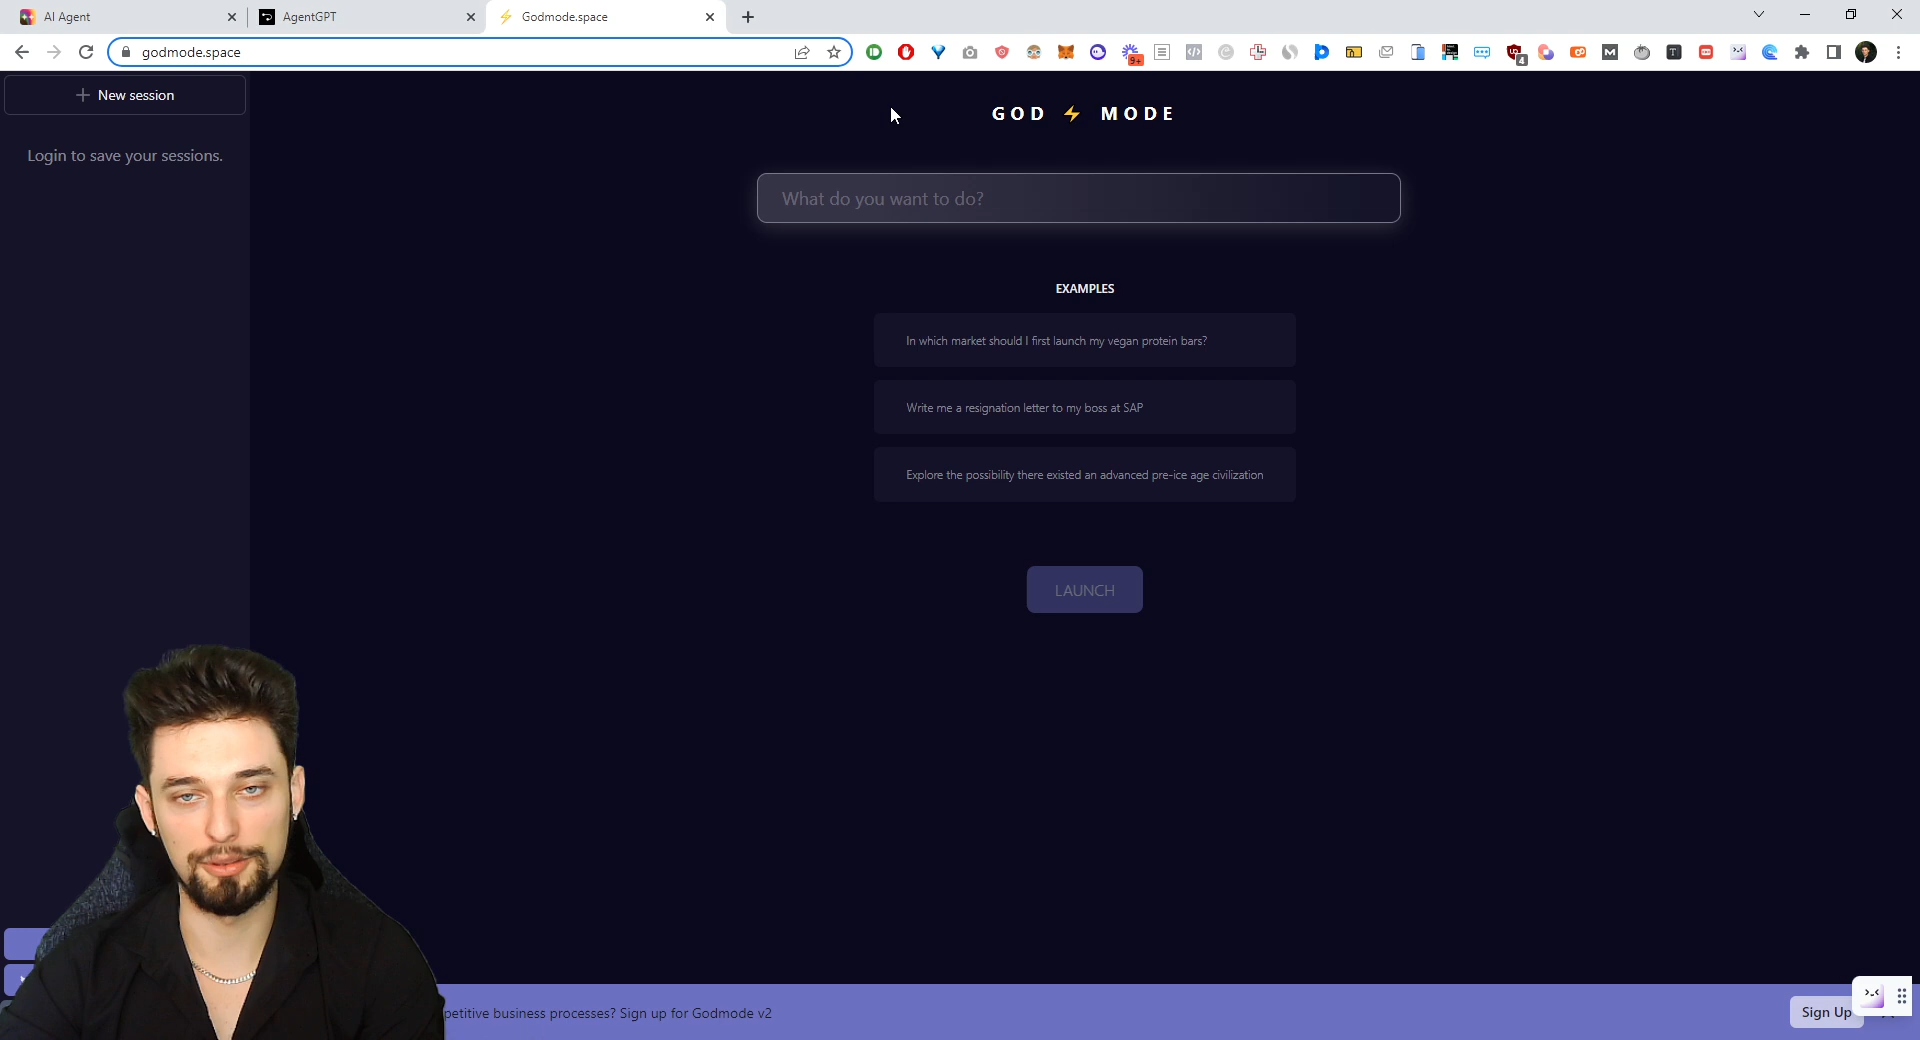 AI Agent
AgentGPT
Godmode.space
godmode.space
9+
4
New session
Login to save your sessions.
GOD ⚡ MODE
What do you want to do?
EXAMPLES
In which market should I first launch my vegan protein bars?
Write me a resignation letter to my boss at SAP
Explore the possibility there existed an advanced pre-ice age civilization
LAUNCH
petitive business processes? Sign up for Godmode v2
Sign Up